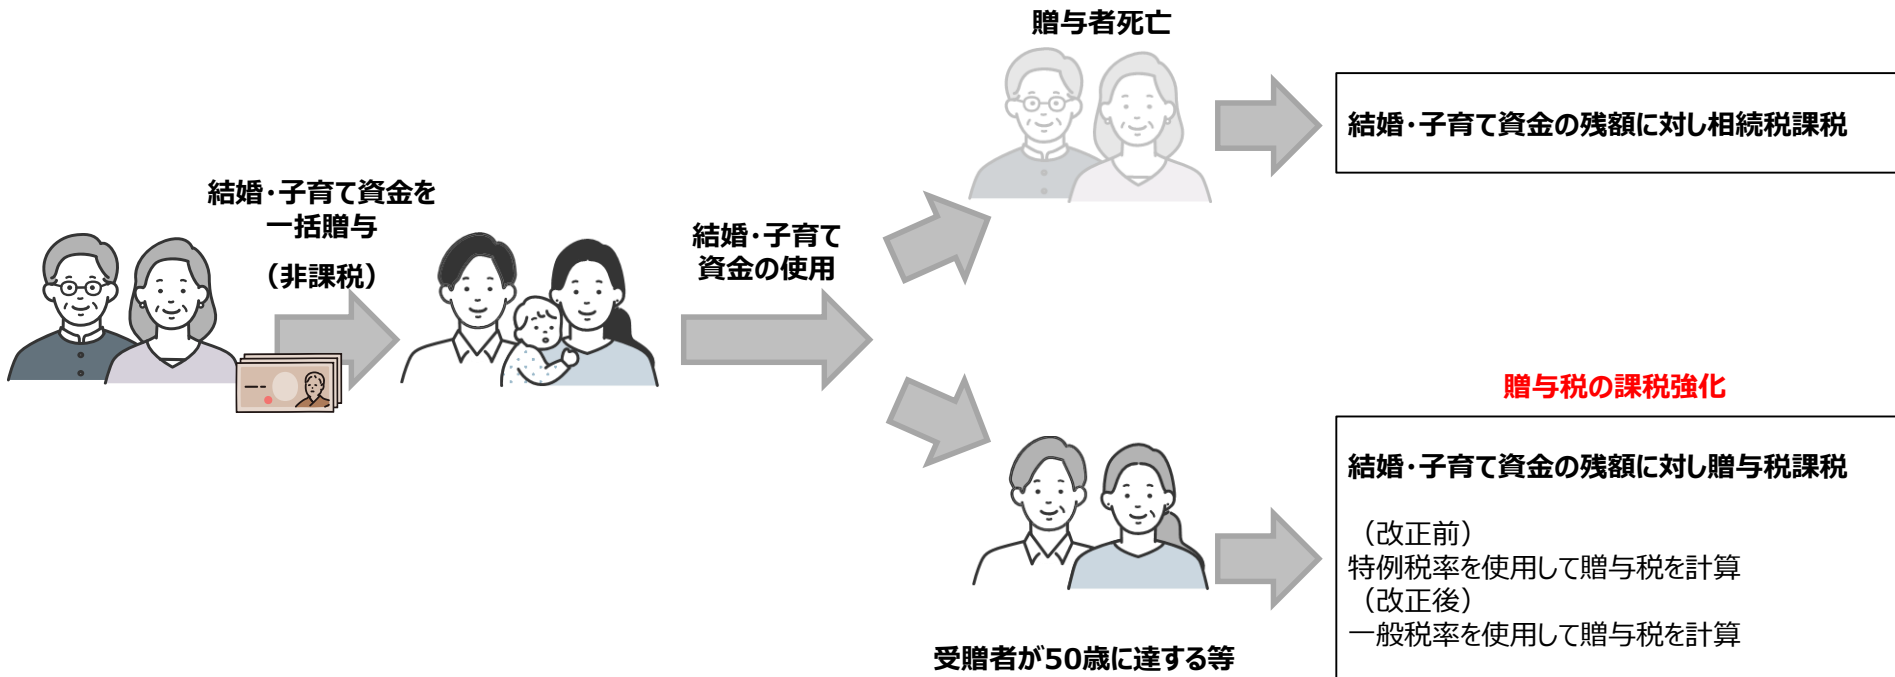 贈与者死亡
結婚・子育て資金の残額に対し相続税課税
結婚・子育て資金を
一括贈与
（非課税）
結婚・子育て
資金の使用
贈与税の課税強化
結婚・子育て資金の残額に対し贈与税課税
（改正前）
特例税率を使用して贈与税を計算
（改正後）
一般税率を使用して贈与税を計算
受贈者が50歳に達する等